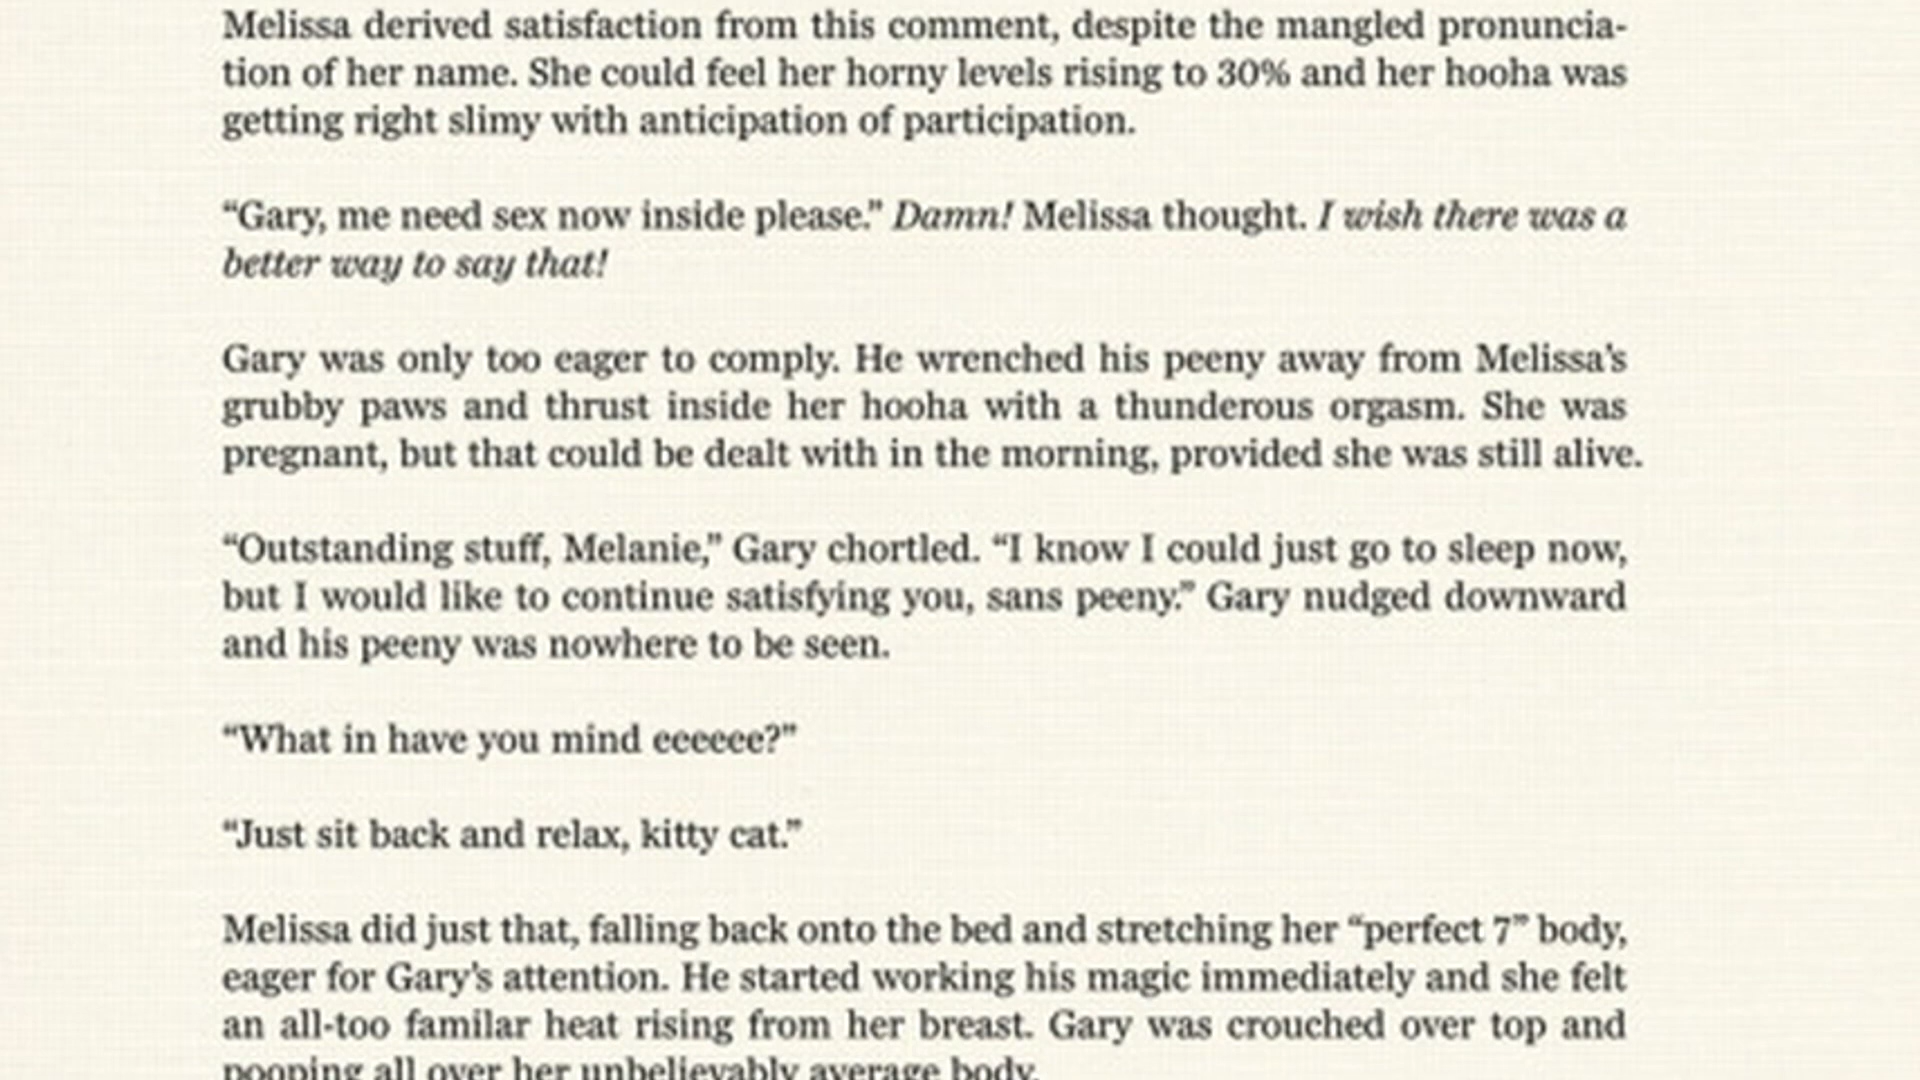 Melissa derived satisfaction from this comment, despite the mangled pronuncia-
tion of her name. She could feel her horny levels rising to 30% and her hooha was
getting right slimy with anticipation of participation.
“Gary, me need sex now inside please.” Damn! Melissa thought. I wish there was a
better way to say that!
Gary was only too eager to comply. He wrenched his peeny away from Melissa’s
grubby paws and thrust inside her hooha with a thunderous orgasm. She was
pregnant, but that could be dealt with in the morning, provided she was still alive.
“Outstanding stuff, Melanie,” Gary chortled. “I know I could just go to sleep now,
but I would like to continue satisfying you, sans peeny.” Gary nudged downward
and his peeny was nowhere to be seen.
“What in have you mind eeeeee?”
“Just sit back and relax, kitty cat.”
Melissa did just that, falling back onto the bed and stretching her “perfect 7” body,
eager for Gary’s attention. He started working his magic immediately and she felt
an all-too familar heat rising from her breast. Gary was crouched over top and
pooping all over her unbelievably average body.